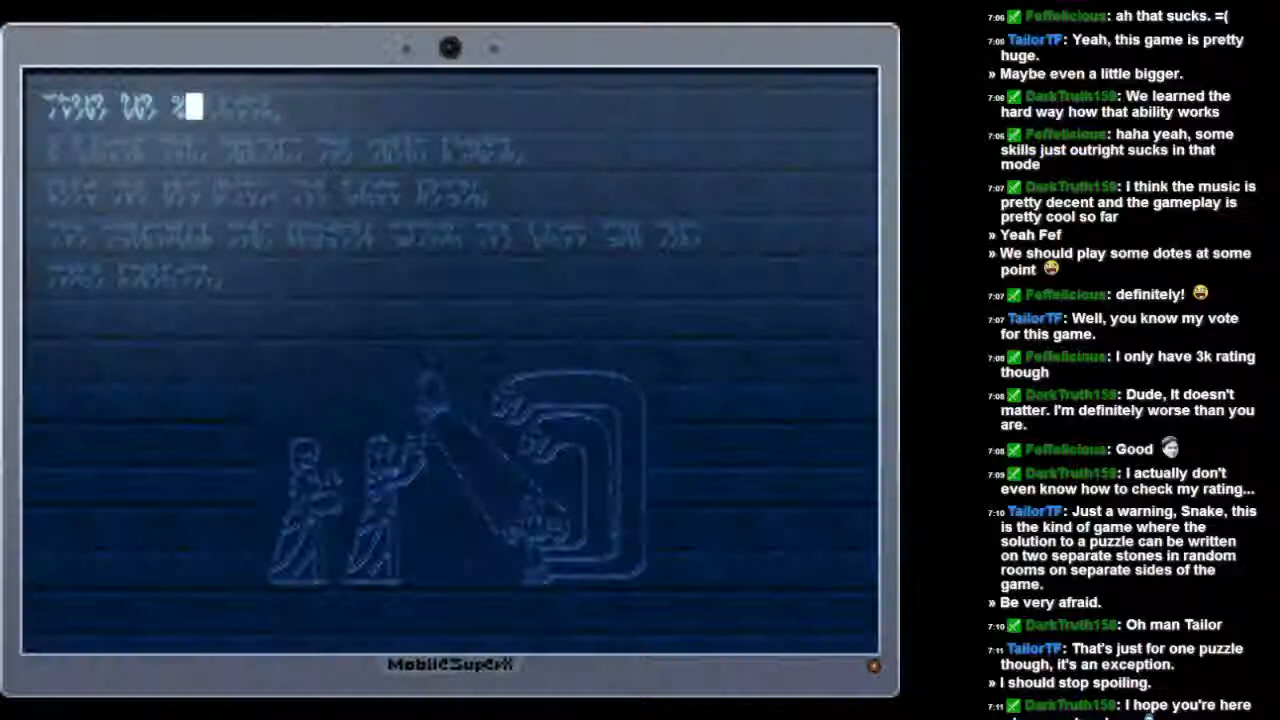 MobileSuperX
7:06 Feffelicious: ah that sucks. =(
7:06 TailorTF: Yeah, this game is pretty
huge.
» Maybe even a little bigger.
7:06 DarkTruth159: We learned the
hard way how that ability works
7:06 Feffelicious: haha yeah, some
skills just outright sucks in that
mode
7:07 DarkTruth159: I think the music is
pretty decent and the gameplay is
pretty cool so far
» Yeah Fef
» We should play some dotes at some
point
7:07 Feffelicious: definitely!
7:07 TailorTF: Well, you know my vote
for this game.
7:08 Feffelicious: I only have 3k rating
though
7:08 DarkTruth159: Dude, It doesn't
matter. I'm definitely worse than you
are.
7:08 Feffelicious: Good
7:09 DarkTruth159: I actually don't
even know how to check my rating...
7:10 TailorTF: Just a warning, Snake, this
is the kind of game where the
solution to a puzzle can be written
on two separate stones in random
rooms on separate sides of the
game.
» Be very afraid.
7:10 DarkTruth159: Oh man Tailor
7:11 TailorTF: That's just for one puzzle
though, it's an exception.
» I should stop spoiling.
7:11 DarkTruth159: I hope you're here